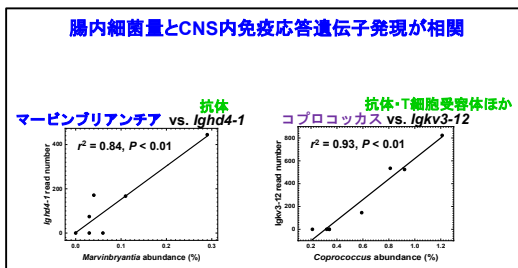 腸内細菌量とCNS内免疫応答遺伝子発現が相関
抗体
マービンブリアンチア vs. Ighd4-1
r² = 0.84, P < 0.01
Ighd4-1 read number
400
200
0
0.0 0.1 0.2 0.3
Marvinbryantia abundance (%)
抗体・T細胞受容体ほか
コプロコッカス vs. Igkv3-12
r² = 0.93, P < 0.01
Igkv3-12 read number
800
600
400
200
0
0.2 0.4 0.6 0.8 1.0 1.2
Coprococcus abundance (%)